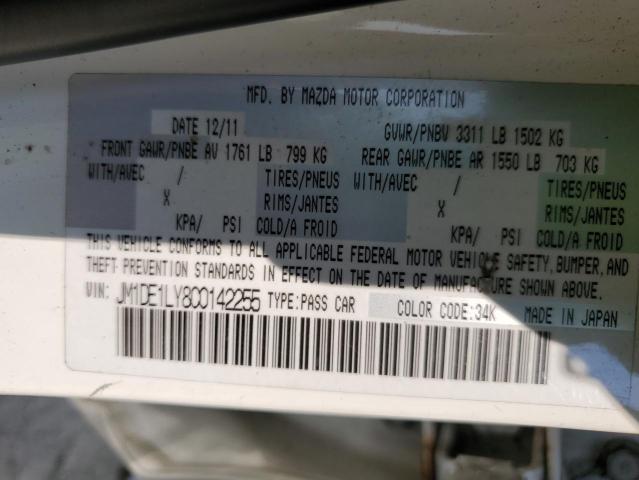 MFD. BY MAZDA MOTOR CORPORATION
DATE 12/11 GVWR/PNBV 3311 LB 1502 KG
FRONT GAWR/PNBE AV 1761 LB 799 KG REAR GAWR/PNBE AR 1550 LB 703 KG
WITH/AVEC / TIRES/PNEUS WITH/AVEC / TIRES/PNEUS
X RIMS/JANTES X RIMS/JANTES
KPA/ PSI COLD/A FROID KPA/ PSI COLD/A FROID
THIS VEHICLE CONFORMS TO ALL APPLICABLE FEDERAL MOTOR VEHICLE SAFETY, BUMPER, AND
THEFT PREVENTION STANDARDS IN EFFECT ON THE DATE OF MANUFACTURE SHOWN ABOVE.
VIN: JM1DE1LY8C0142255 TYPE:PASS CAR COLOR CODE:34K MADE IN JAPAN